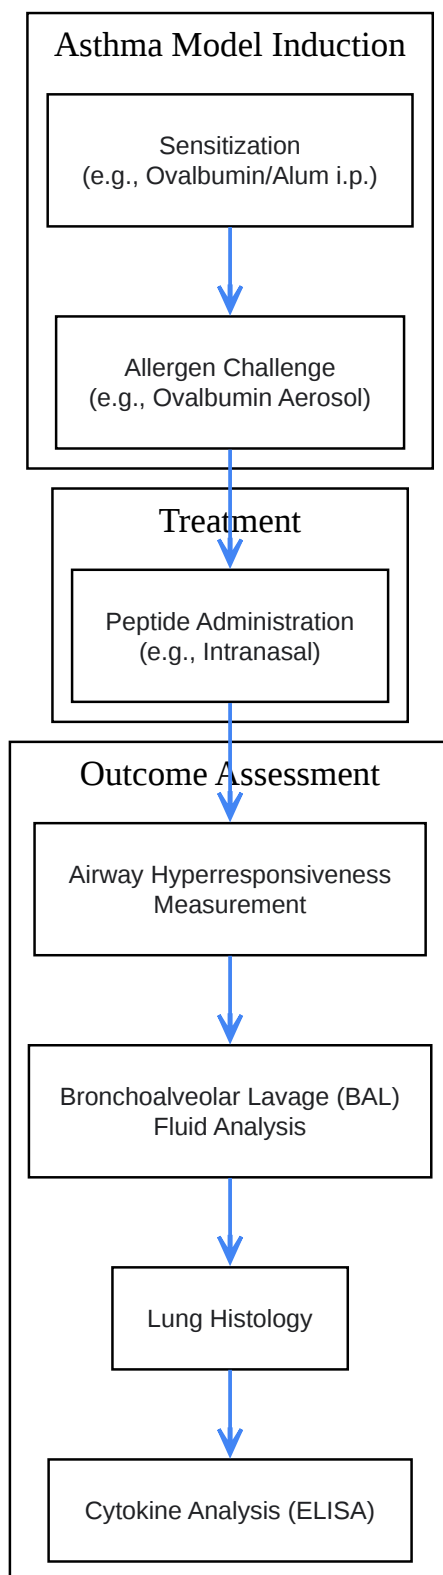 Asthma Model Induction
Sensitization
(e.g., Ovalbumin/Alum i.p.)
Allergen Challenge
(e.g., Ovalbumin Aerosol)
Treatment
Peptide Administration
(e.g., Intranasal)
Outcome Assessment
Airway Hyperresponsiveness
Measurement
Bronchoalveolar Lavage (BAL)
Fluid Analysis
Lung Histology
Cytokine Analysis (ELISA)